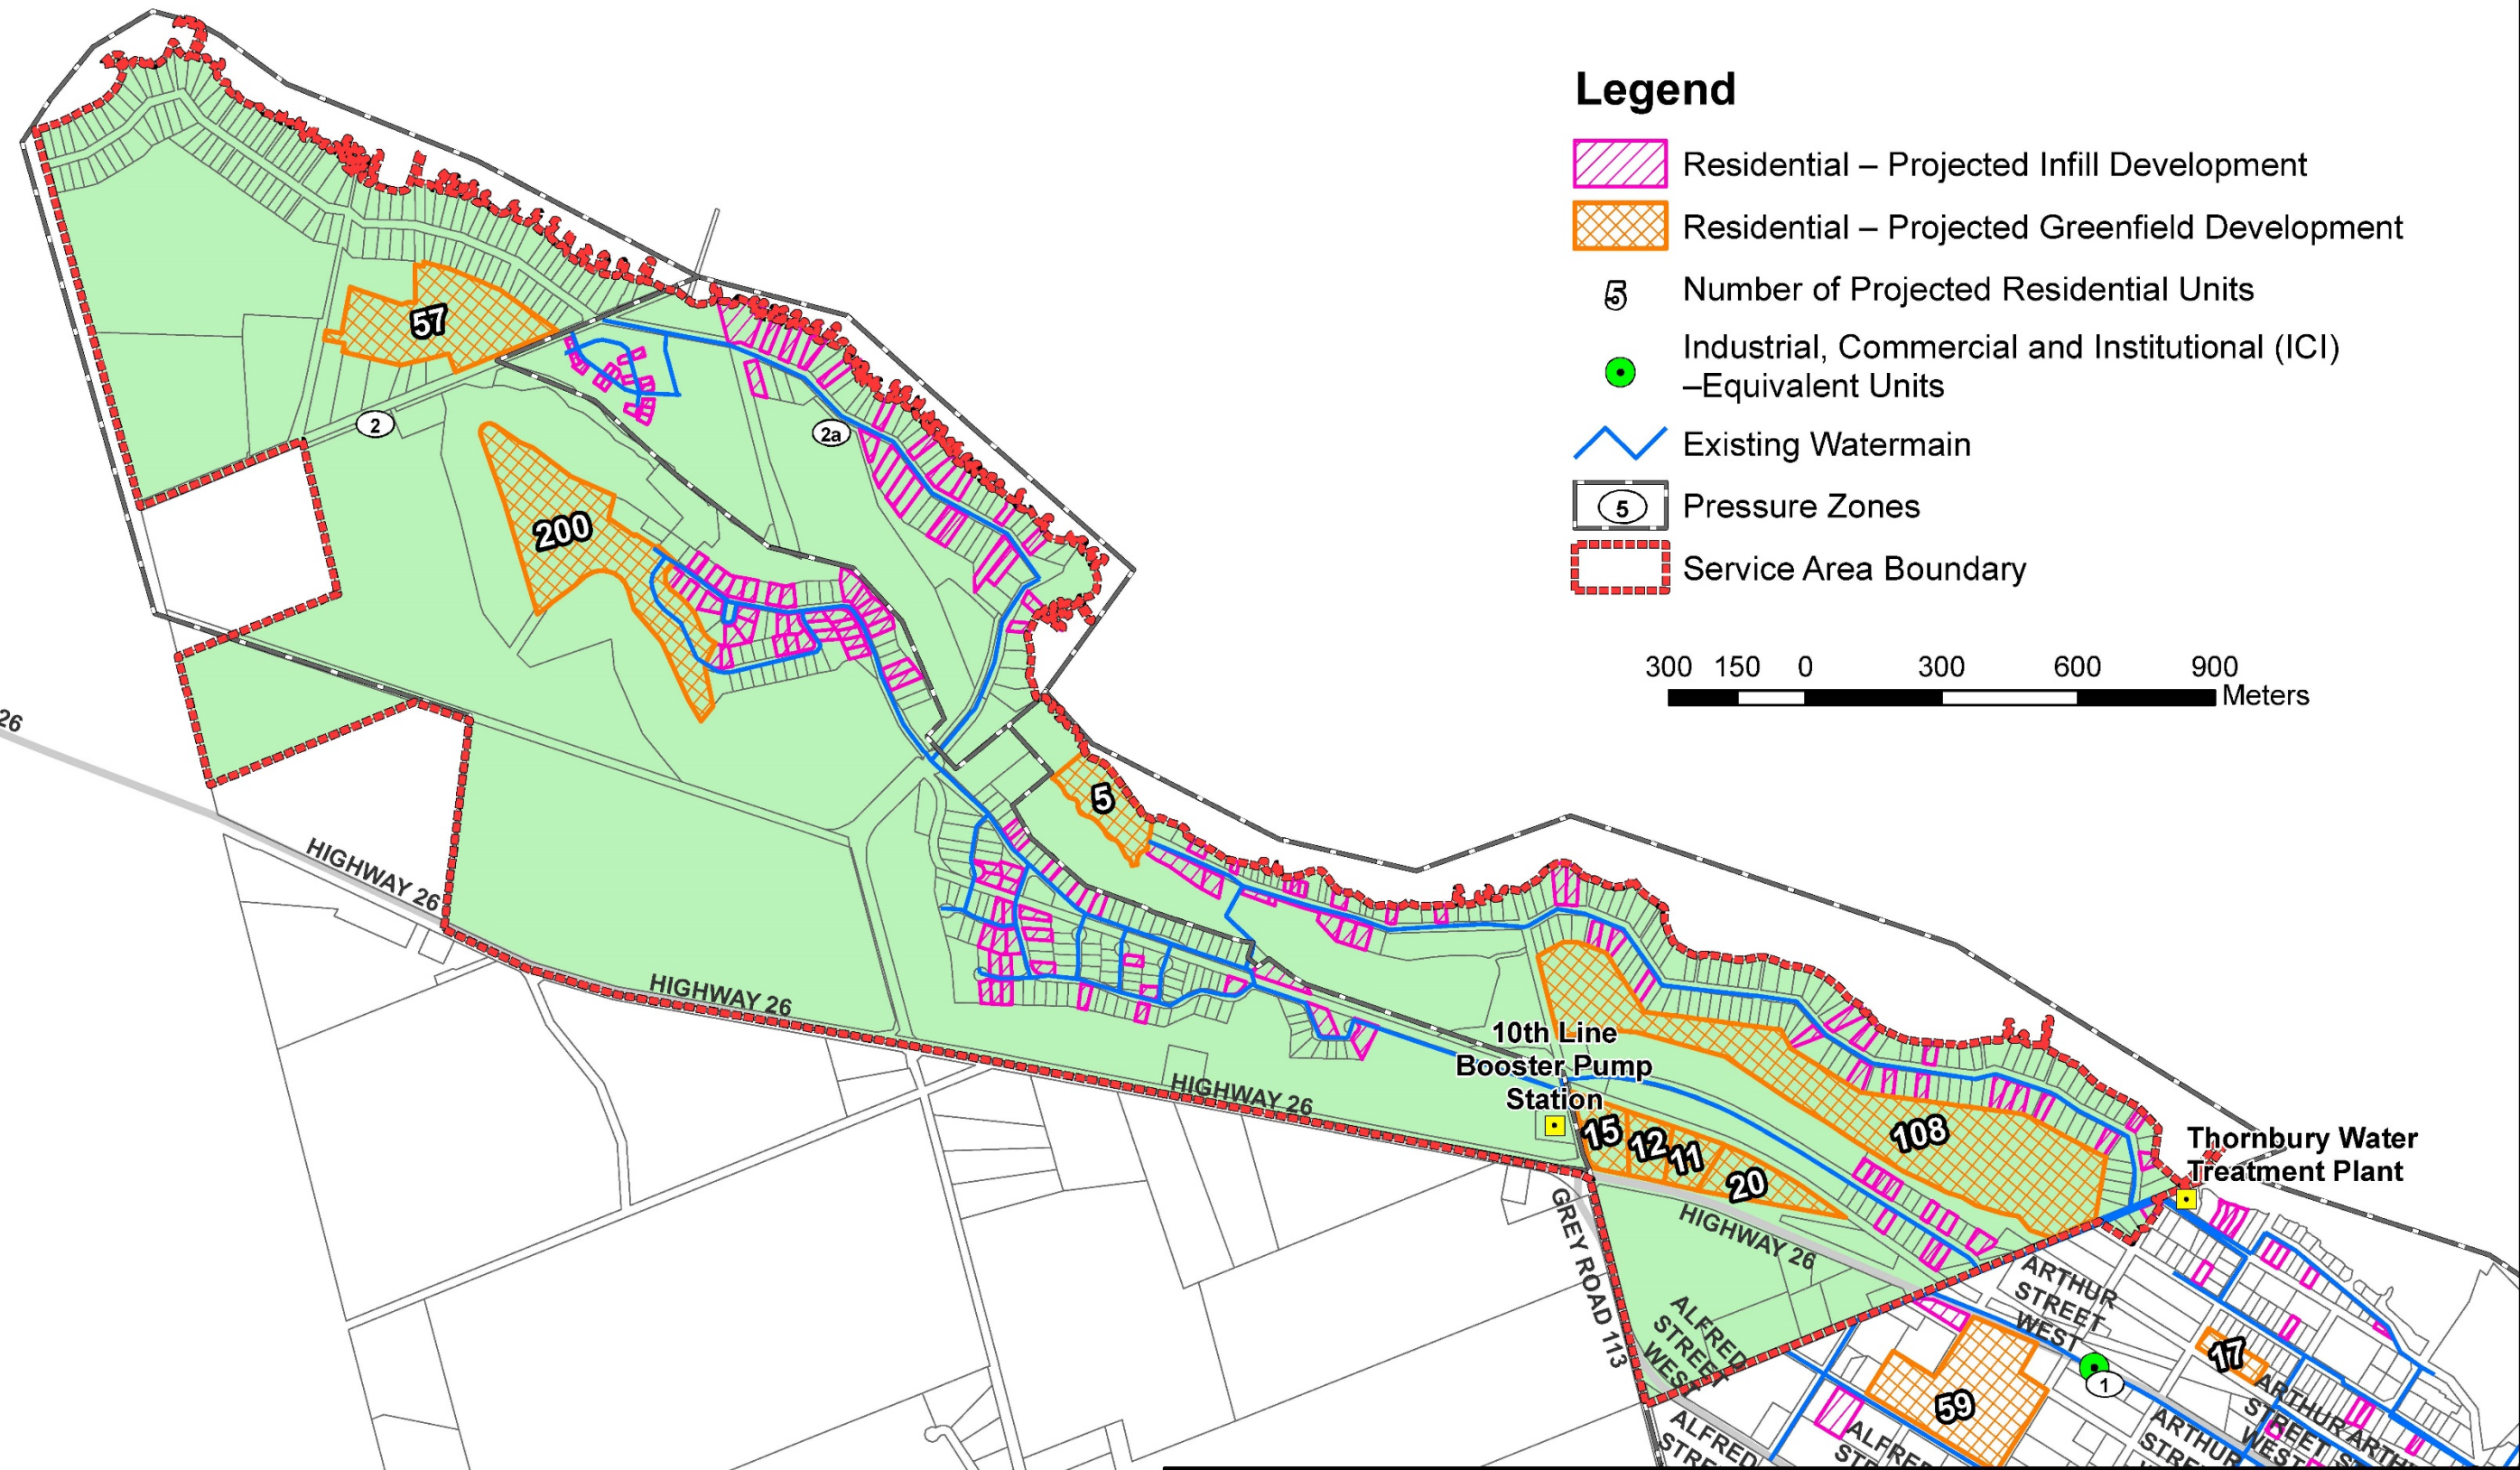 Legend
Residential – Projected Infill Development
Residential – Projected Greenfield Development
5
Number of Projected Residential Units
Industrial, Commercial and Institutional (ICI)
–Equivalent Units
Existing Watermain
5
Pressure Zones
Service Area Boundary
300 150 0 300 600 900
Meters
57
2
2a
200
26
5
HIGHWAY 26
HIGHWAY 26
HIGHWAY 26
10th Line
Booster Pump
Station
15
12
11
20
108
Thornbury Water
Treatment Plant
HIGHWAY 26
GREY ROAD 113
ALFRED
STREET
WEST
ARTHUR
STREET
WEST
1
17
59
ALFRED
ARTHUR
ARTHUR
STREET
WEST